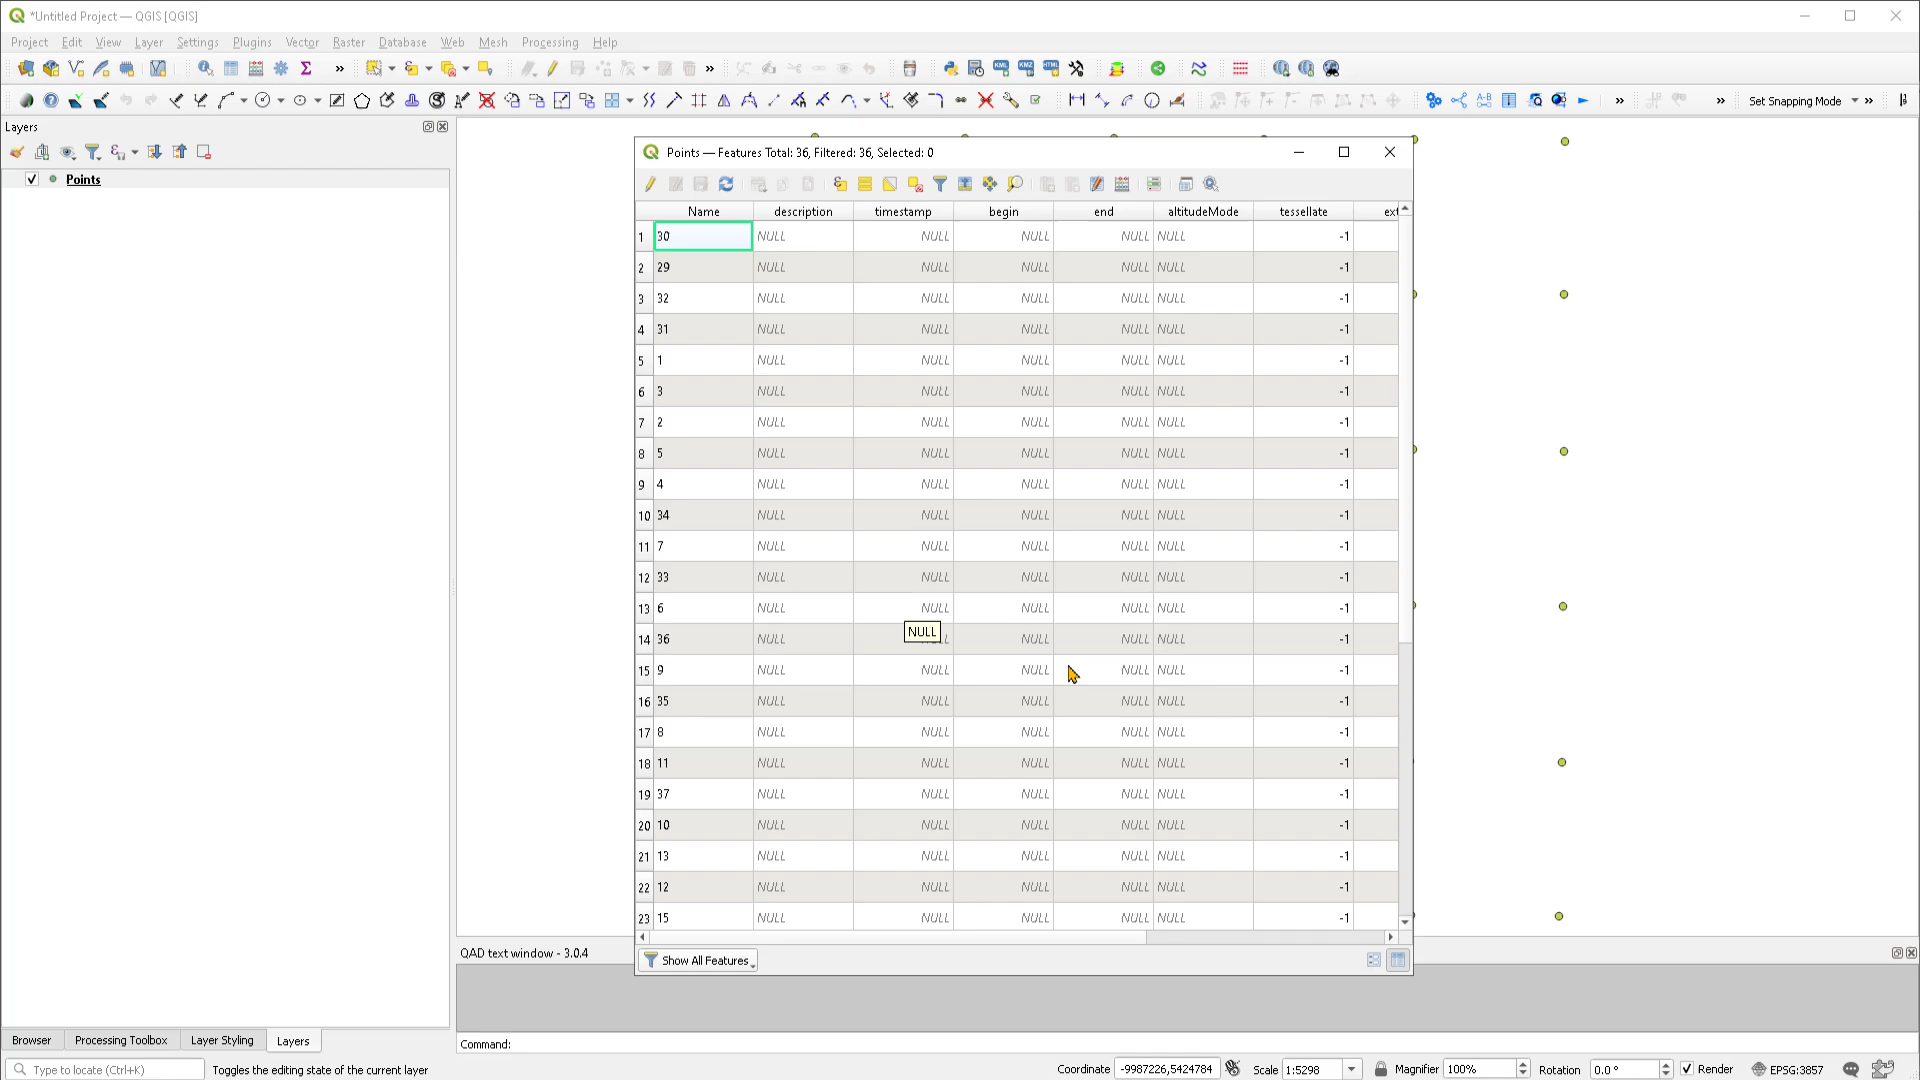 *Untitled Project — QGIS [QGIS]
Project Edit View Layer Settings Plugins Vector Raster Database Web Mesh Processing Help
Set Snapping Mode
Layers
Points
Points — Features Total: 36, Filtered: 36, Selected: 0
Name description timestamp begin end altitudeMode tessellate ext
1 30 NULL NULL NULL NULL NULL -1
2 29 NULL NULL NULL NULL NULL -1
3 32 NULL NULL NULL NULL NULL -1
4 31 NULL NULL NULL NULL NULL -1
5 1 NULL NULL NULL NULL NULL -1
6 3 NULL NULL NULL NULL NULL -1
7 2 NULL NULL NULL NULL NULL -1
8 5 NULL NULL NULL NULL NULL -1
9 4 NULL NULL NULL NULL NULL -1
10 34 NULL NULL NULL NULL NULL -1
11 7 NULL NULL NULL NULL NULL -1
12 33 NULL NULL NULL NULL NULL -1
13 6 NULL NULL NULL NULL NULL -1
NULL
14 36 NULL NULL NULL NULL NULL -1
15 9 NULL NULL NULL NULL NULL -1
16 35 NULL NULL NULL NULL NULL -1
17 8 NULL NULL NULL NULL NULL -1
18 11 NULL NULL NULL NULL NULL -1
19 37 NULL NULL NULL NULL NULL -1
20 10 NULL NULL NULL NULL NULL -1
21 13 NULL NULL NULL NULL NULL -1
22 12 NULL NULL NULL NULL NULL -1
23 15 NULL NULL NULL NULL NULL -1
Show All Features
QAD text window - 3.0.4
Command:
Browser Processing Toolbox Layer Styling Layers
Type to locate (Ctrl+K) Toggles the editing state of the current layer Coordinate -9987226,5424784 Scale 1:5298 Magnifier 100% Rotation 0.0 ° Render EPSG:3857